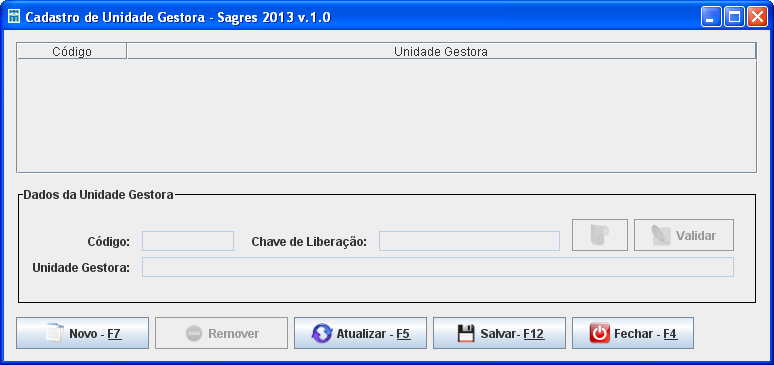 Cadastro de Unidade Gestora - Sagres 2013 v.1.0
Código Unidade Gestora
Dados da Unidade Gestora
Código: Chave de Liberação: Validar
Unidade Gestora:
Novo - F7 Remover Atualizar - F5 Salvar- F12 Fechar - F4